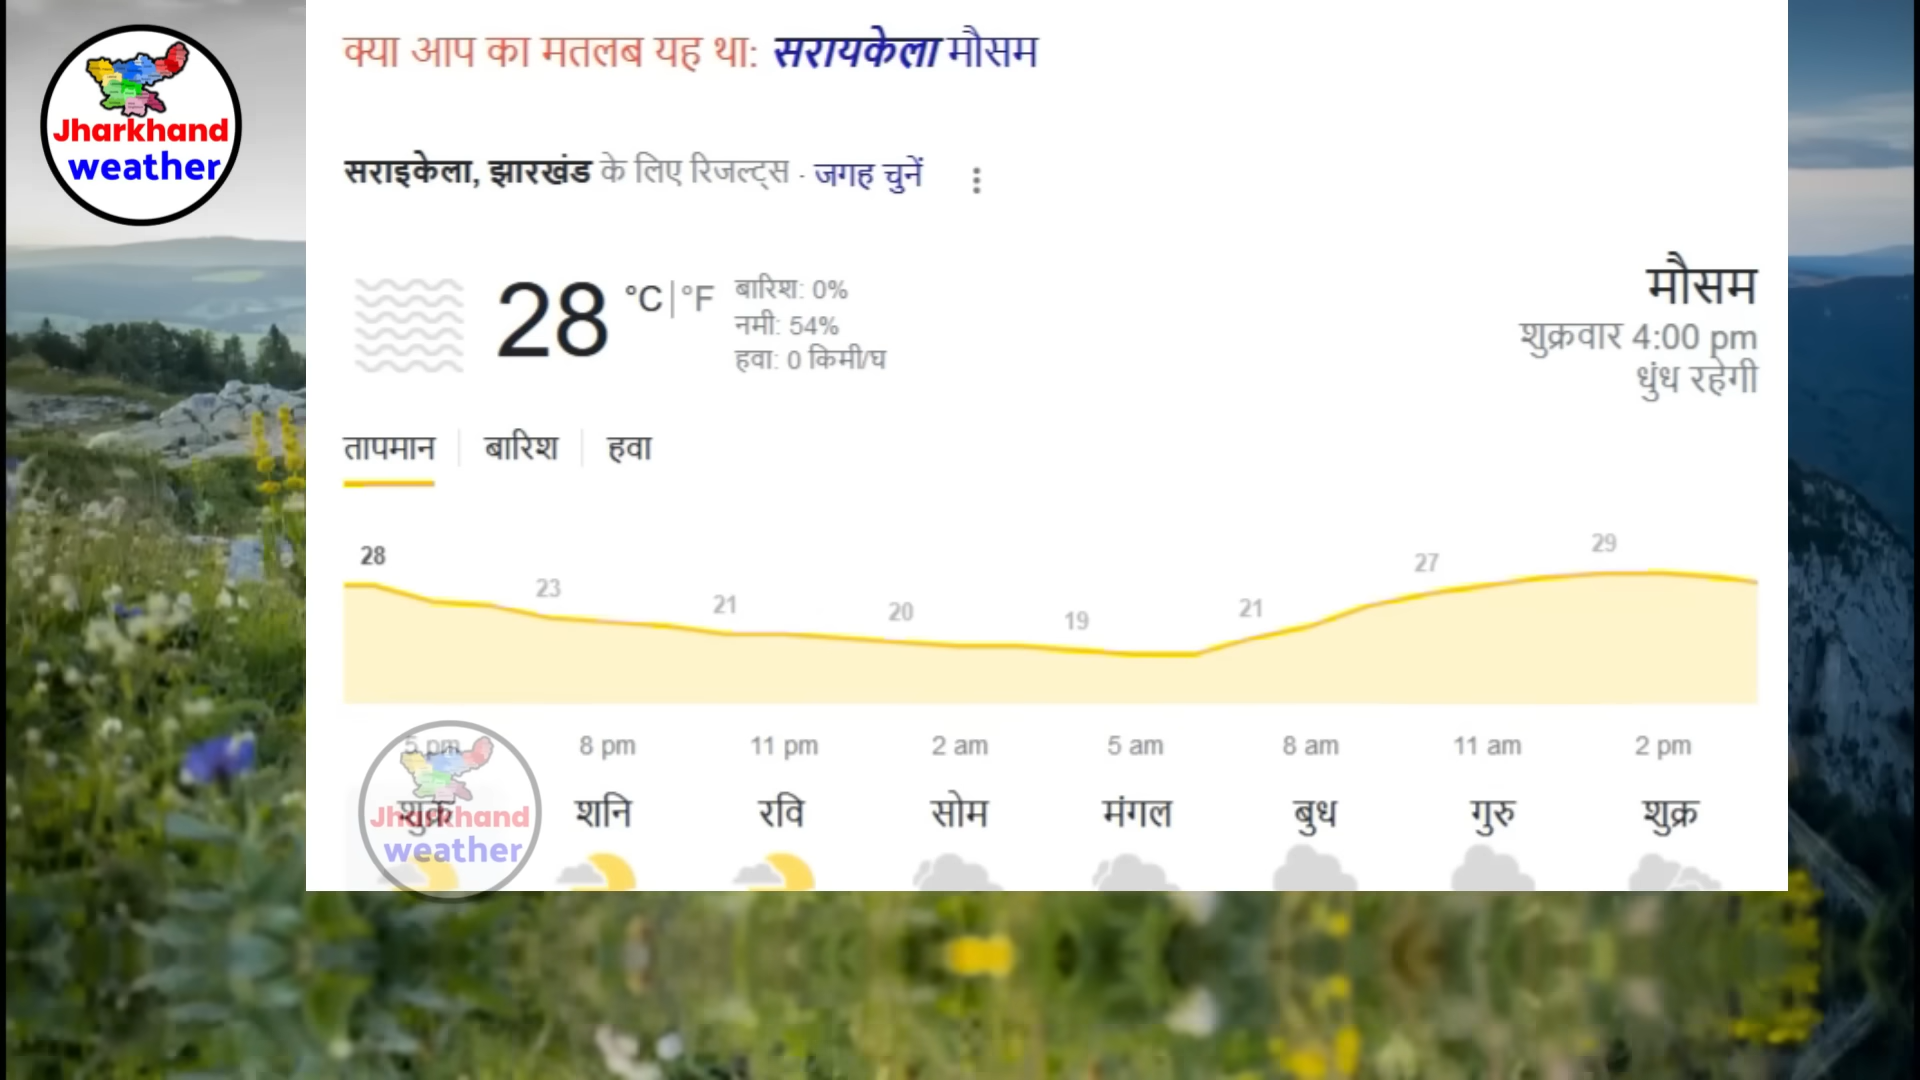 Jharkhand
weather
क्या आप का मतलब यह था: सरायकेला मौसम
सराइकेला, झारखंड के लिए रिजल्ट्स · जगह चुनें
28 °C | °F
बारिश: 0%
नमी: 54%
हवा: 0 किमी/घ
मौसम
शुक्रवार 4:00 pm
धुंध रहेगी
तापमान | बारिश | हवा
28 23 21 20 19 21 27 29
5 pm 8 pm 11 pm 2 am 5 am 8 am 11 am 2 pm
शुक्र शनि रवि सोम मंगल बुध गुरु शुक्र
Jharkhand
weather